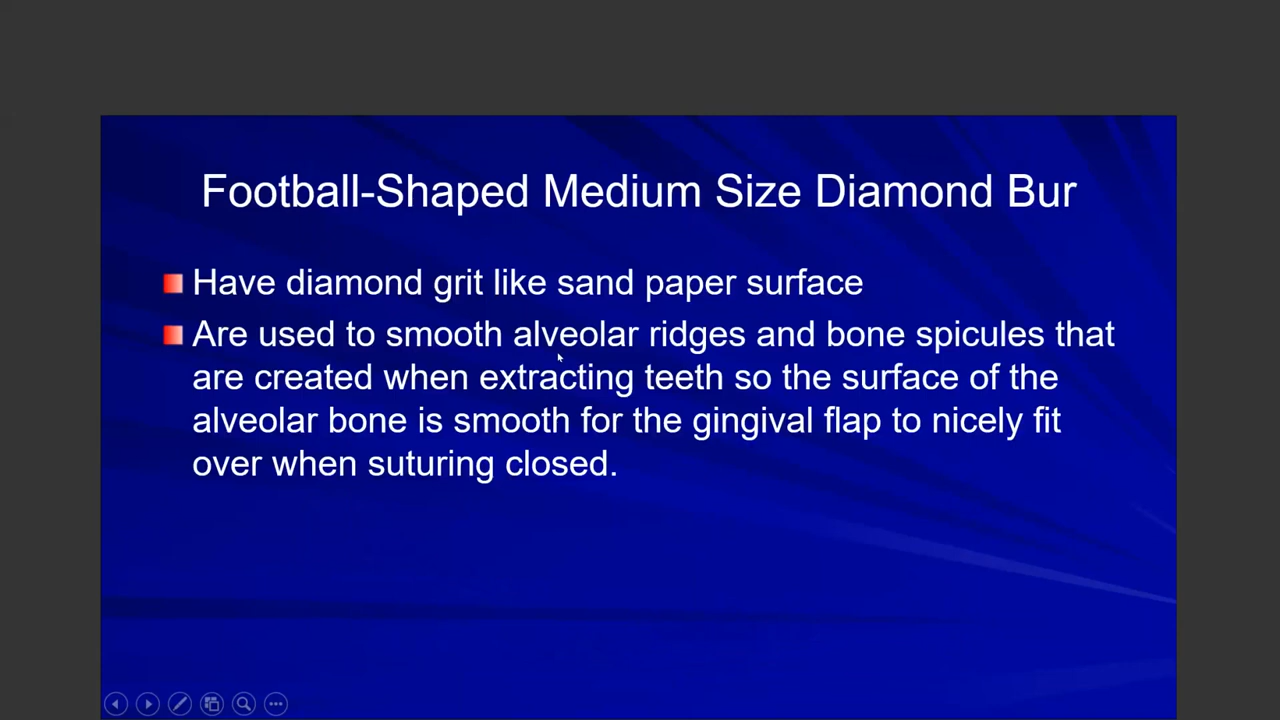 Football-Shaped Medium Size Diamond Bur
Have diamond grit like sand paper surface
Are used to smooth alveolar ridges and bone spicules that
are created when extracting teeth so the surface of the
alveolar bone is smooth for the gingival flap to nicely fit
over when suturing closed.